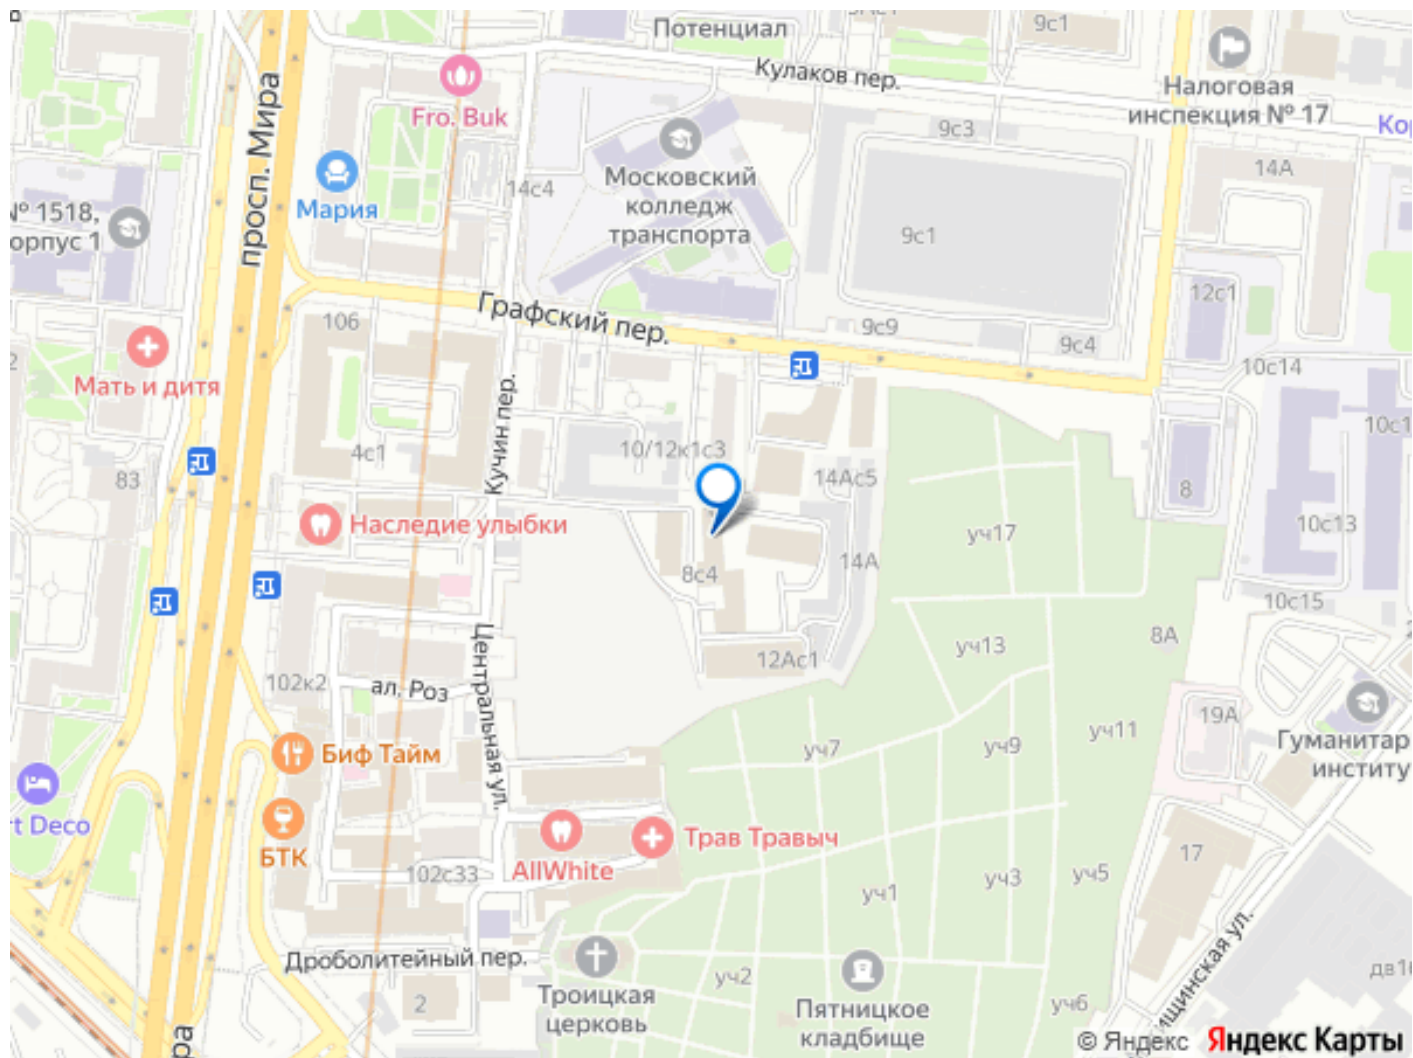 Потенциал
9с1
Кулаков пер.
Налоговая
инспекция № 17
просп. Мира
Fro. Buk
9с3
14А
Московский
колледж
транспорта
14с4
Мария
№ 1518,
орпус 1
9с1
12с1
Графский пер.
106
9с9
9с4
10с14
Мать и дитя
Кучин пер.
4с1
10/12к1с3
83
14Ас5
8
Наследие улыбки
10с13
уч17
8с4
14А
10с15
уч13
8А
12Ас1
102к2
ал. Роз
Центральная ул.
19А
уч7
уч9
уч11
Гуманитар
институ
Биф Тайм
t Deco
БТК
AllWhite
Трав Травыч
17
102с33
уч1
уч3
уч5
Дроболитейный пер.
2
Троицкая
церковь
уч2
Пятницкое
кладбище
уч6
ищинская ул.
ра
© Яндекс Яндекс Карты